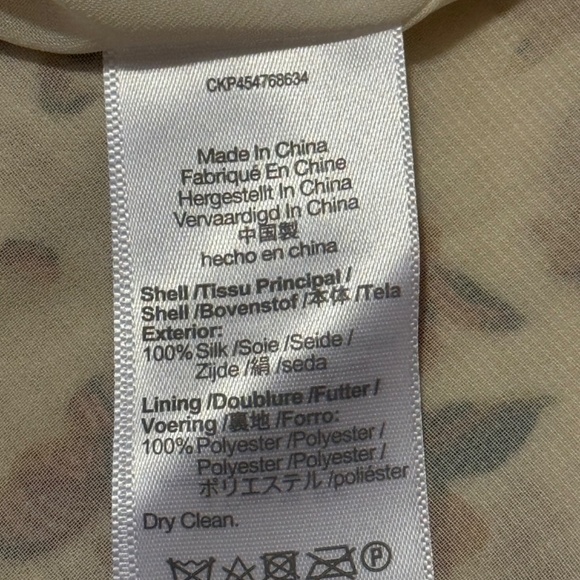 CKP454768634
Made In China
Fabriqué En Chine
Hergestellt In China
Vervaardigd In China
中国製
hecho en china
Shell /Tissu Principal /
Shell /Bovenstof /本体 /Tela
Exterior:
100% Silk /Soie /Seide /
Zijde /絹 /seda
Lining /Doublure /Futter /
Voering /裏地 /Forro:
100% Polyester /Polyester /
Polyester /Polyester /
ポリエステル /poliéster
Dry Clean.
P